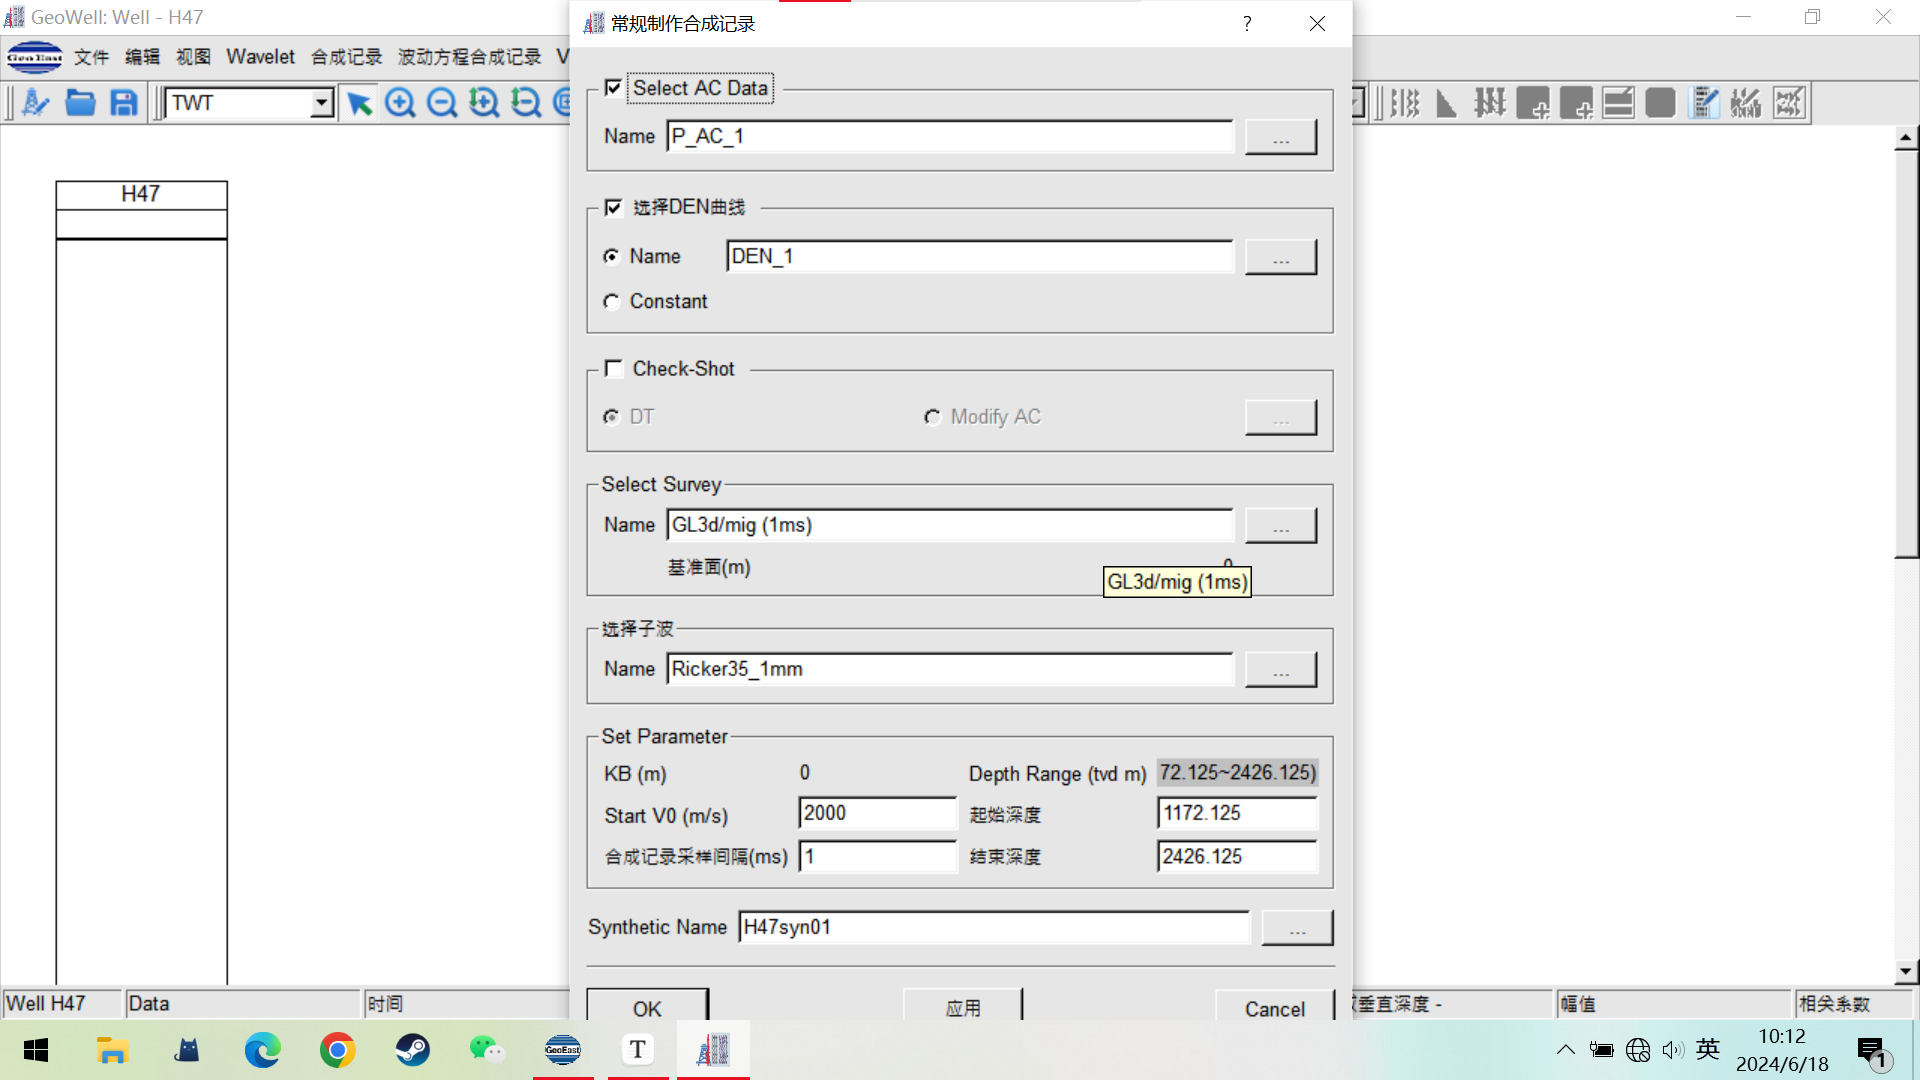 GeoWell: Well - H47
常规制作合成记录
?
GeoEast 文件 编辑 视图 Wavelet 合成记录 波动方程合成记录 V
TWT
H47
Select AC Data
Name P_AC_1 ...
选择DEN曲线
Name DEN_1 ...
Constant
Check-Shot
DT Modify AC ...
Select Survey
Name GL3d/mig (1ms) ...
基准面(m) 0
GL3d/mig (1ms)
选择子波
Name Ricker35_1mm ...
Set Parameter
KB (m) 0 Depth Range (tvd m) 72.125~2426.125)
Start V0 (m/s) 2000 起始深度 1172.125
合成记录采样间隔(ms) 1 结束深度 2426.125
Synthetic Name H47syn01 ...
OK 应用 Cancel
Well H47 Data 时间 垂直深度 - 幅值 相关系数
GeoEast T 英 10:12
2024/6/18 1